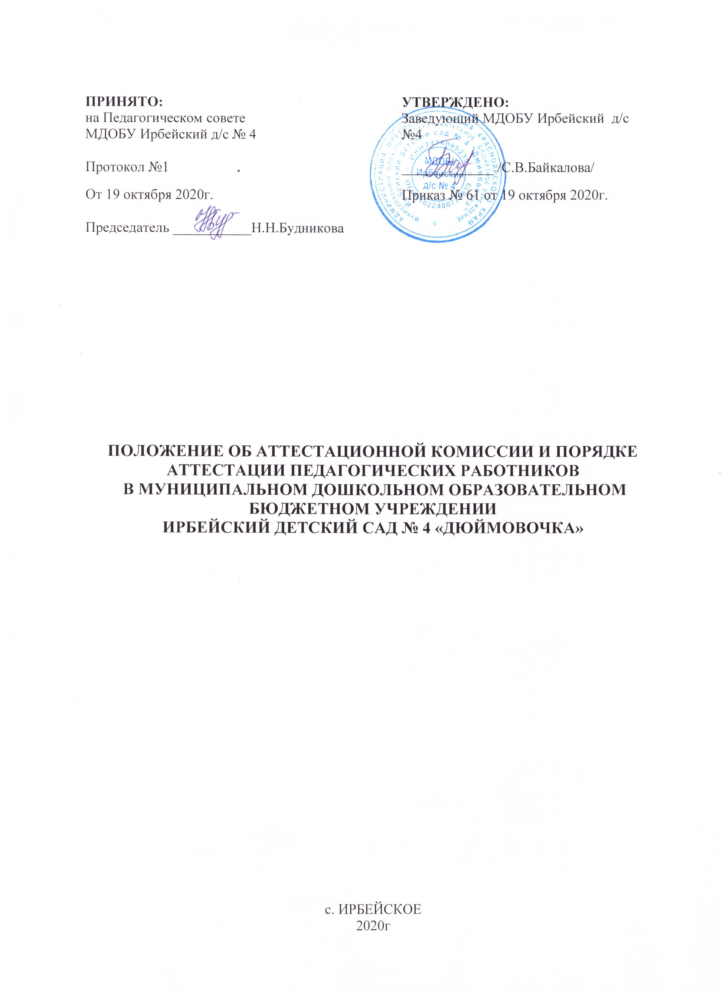 ПРИНЯТО:
на Педагогическом совете
МДОБУ Ирбейский д/с № 4
Протокол №1
От 19 октября 2020г.
Председатель ___________Н.Н.Будникова
УТВЕРЖДЕНО:
Заведующий МДОБУ Ирбейский д/с
№4
_____________/С.В.Байкалова/
Приказ № 61 от 19 октября 2020г.
МДОБУ
Ирбейский
д/с № 4
ПОЛОЖЕНИЕ ОБ АТТЕСТАЦИОННОЙ КОМИССИИ И ПОРЯДКЕ
АТТЕСТАЦИИ ПЕДАГОГИЧЕСКИХ РАБОТНИКОВ
В МУНИЦИПАЛЬНОМ ДОШКОЛЬНОМ ОБРАЗОВАТЕЛЬНОМ
БЮДЖЕТНОМ УЧРЕЖДЕНИИ
ИРБЕЙСКИЙ ДЕТСКИЙ САД № 4 «ДЮЙМОВОЧКА»
с. ИРБЕЙСКОЕ
2020г